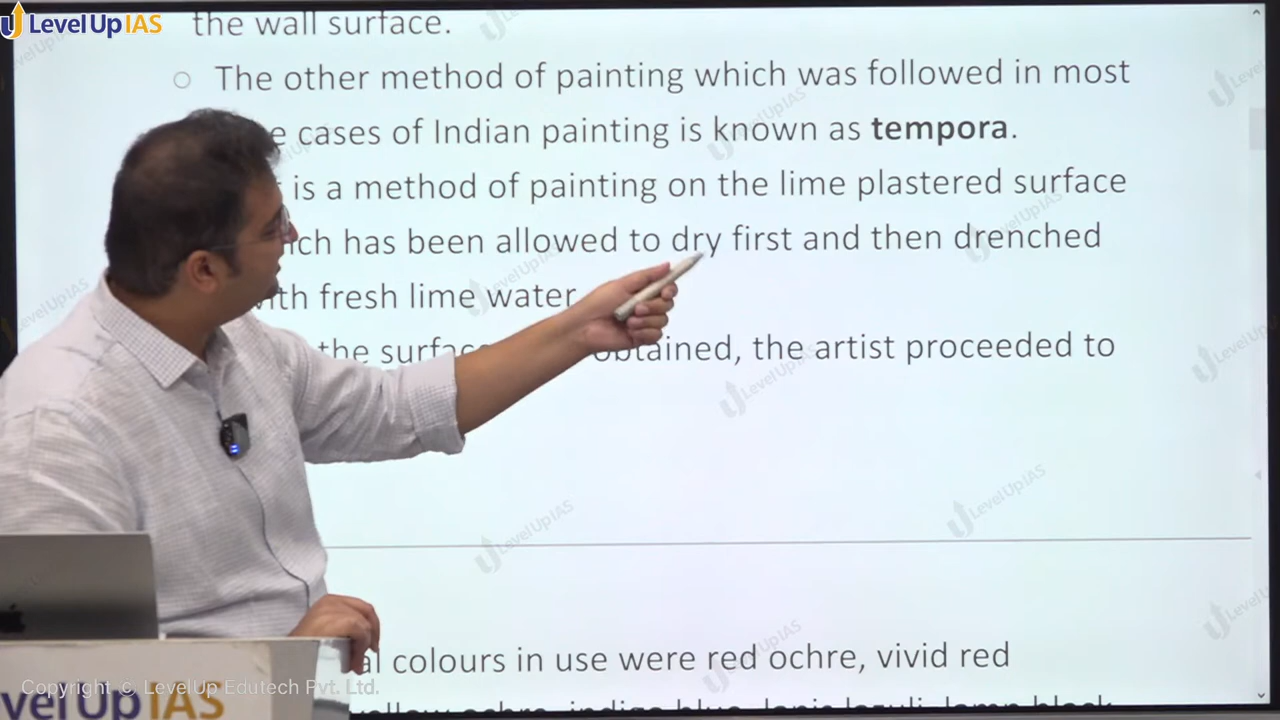 LevelUp IAS
the wall surface.
The other method of painting which was followed in most
cases of Indian painting is known as tempora.
is a method of painting on the lime plastered surface
has been allowed to dry first and then drenched
fresh lime water
the obtained, the artist proceeded to
colours in use were red ochre, vivid red
Copyright © LevelUp Edutech Pvt. Ltd.
IAS